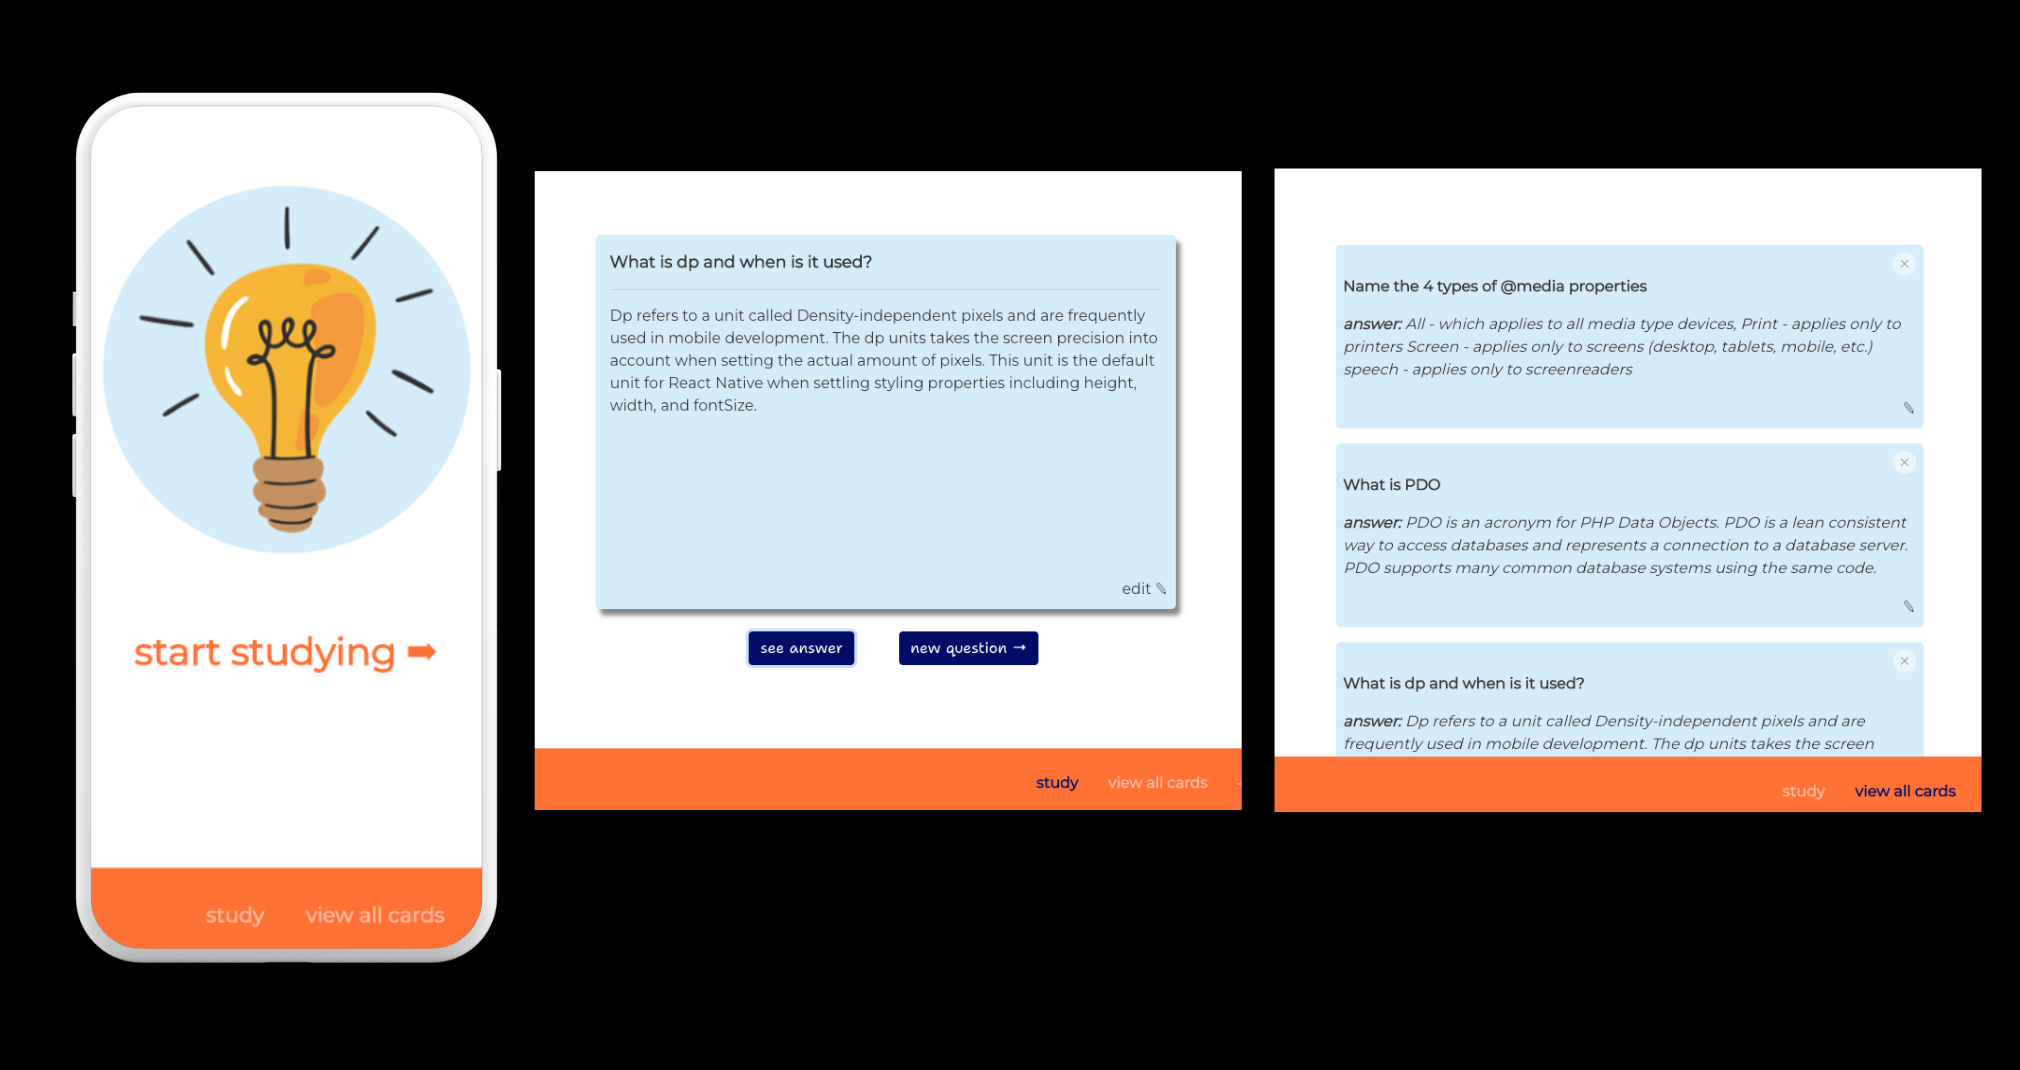 start studying ➡
study view all cards
What is dp and when is it used?
Dp refers to a unit called Density-independent pixels and are frequently
used in mobile development. The dp units takes the screen precision into
account when setting the actual amount of pixels. This unit is the default
unit for React Native when settling styling properties including height,
width, and fontSize.
edit ✎
see answer
new question →
study view all cards
Name the 4 types of @media properties
answer: All - which applies to all media type devices, Print - applies only to
printers Screen - applies only to screens (desktop, tablets, mobile, etc.)
speech - applies only to screenreaders
What is PDO
answer: PDO is an acronym for PHP Data Objects. PDO is a lean consistent
way to access databases and represents a connection to a database server.
PDO supports many common database systems using the same code.
What is dp and when is it used?
answer: Dp refers to a unit called Density-independent pixels and are
frequently used in mobile development. The dp units takes the screen
study view all cards